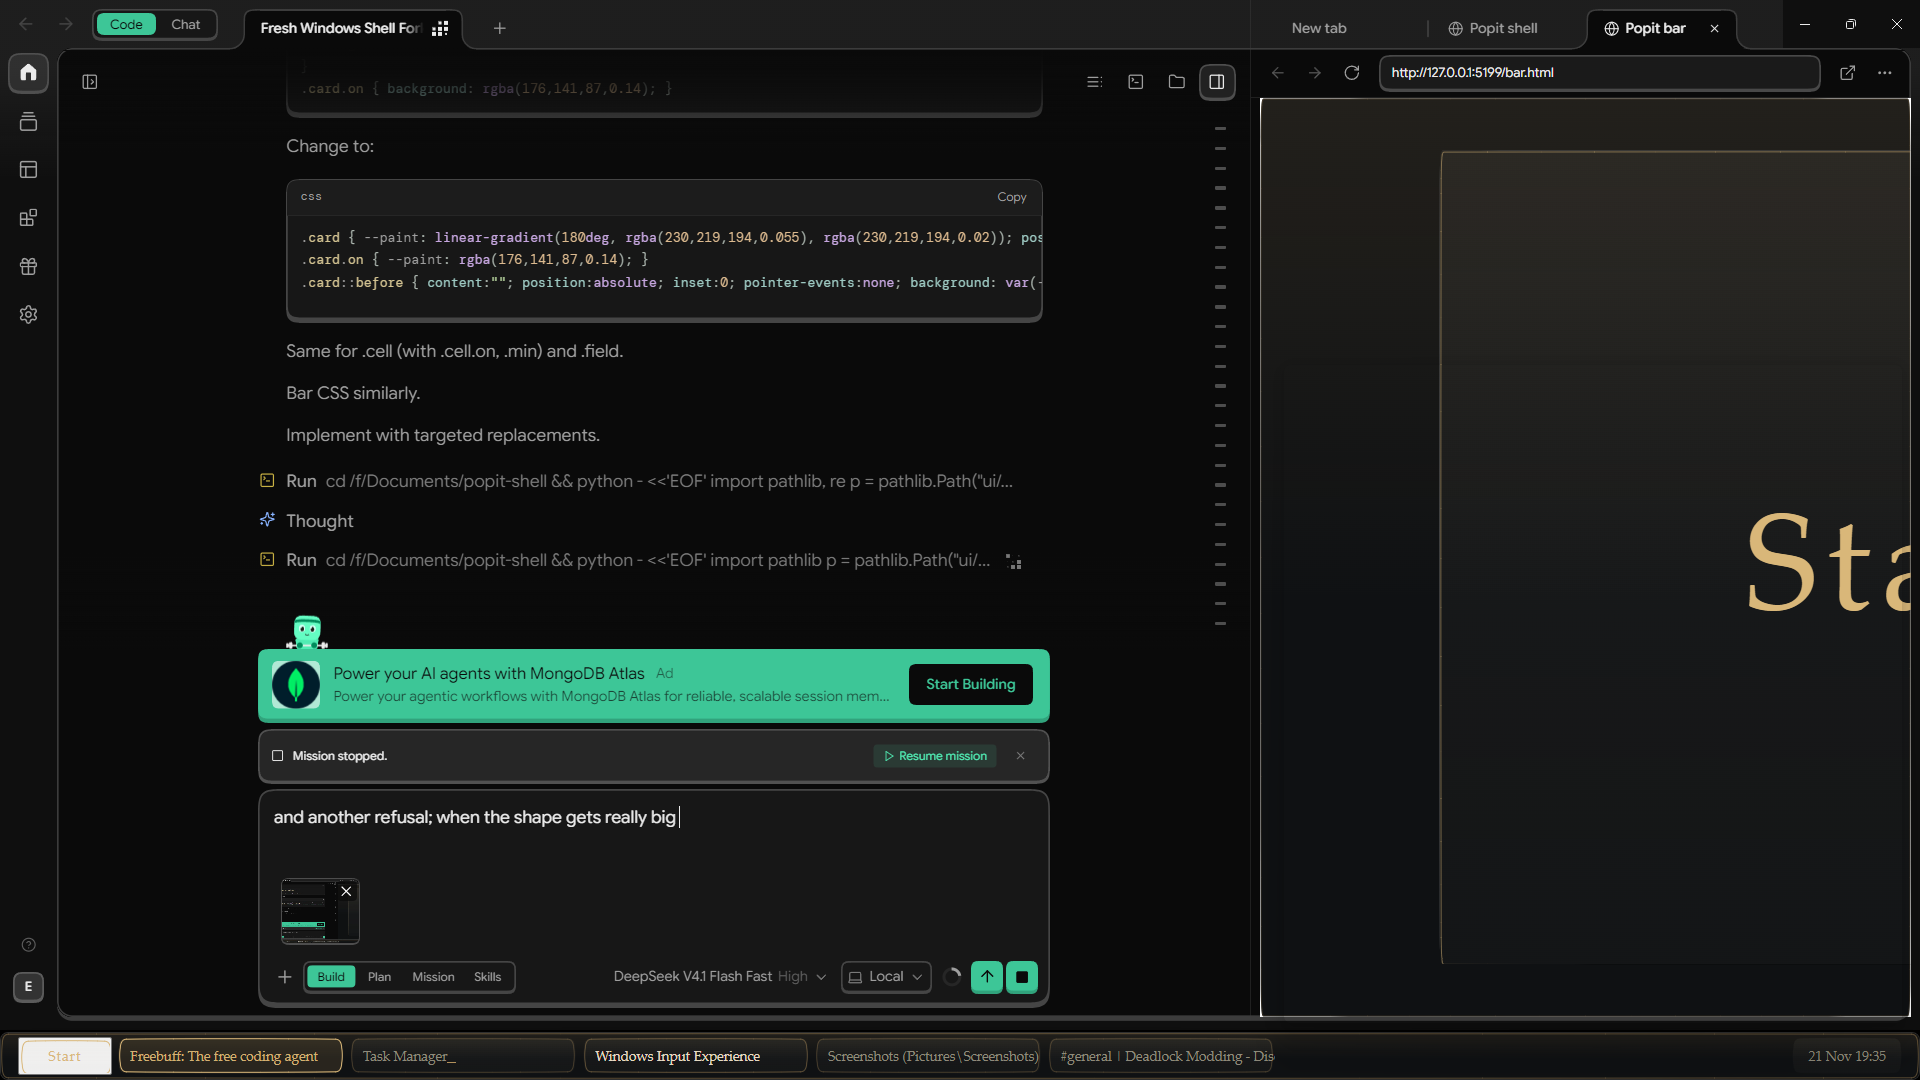 Code
Chat
Fresh Windows Shell For
New tab
Popit shell
Popit bar
http://127.0.0.1:5199/bar.html
.card.on { background: rgba(176,141,87,0.14); }
Change to:
css
Copy
.card { --paint: linear-gradient(180deg, rgba(230,219,194,0.055), rgba(230,219,194,0.02)); pos
.card.on { --paint: rgba(176,141,87,0.14); }
.card::before { content:""; position:absolute; inset:0; pointer-events:none; background: var(-
Same for .cell (with .cell.on, .min) and .field.
Bar CSS similarly.
Implement with targeted replacements.
Run cd /f/Documents/popit-shell && python - <<'EOF' import pathlib, re p = pathlib.Path("ui/...
Thought
Run cd /f/Documents/popit-shell && python - <<'EOF' import pathlib p = pathlib.Path("ui/...
Power your AI agents with MongoDB Atlas Ad
Power your agentic workflows with MongoDB Atlas for reliable, scalable session mem...
Start Building
Mission stopped.
Resume mission
and another refusal; when the shape gets really big
Build
Plan
Mission
Skills
DeepSeek V4.1 Flash Fast High
Local
E
Sta
Start
Freebuff: The free coding agent
Task Manager_
Windows Input Experience
Screenshots (Pictures\Screenshots)
#general | Deadlock Modding - Dis
21 Nov 19:35